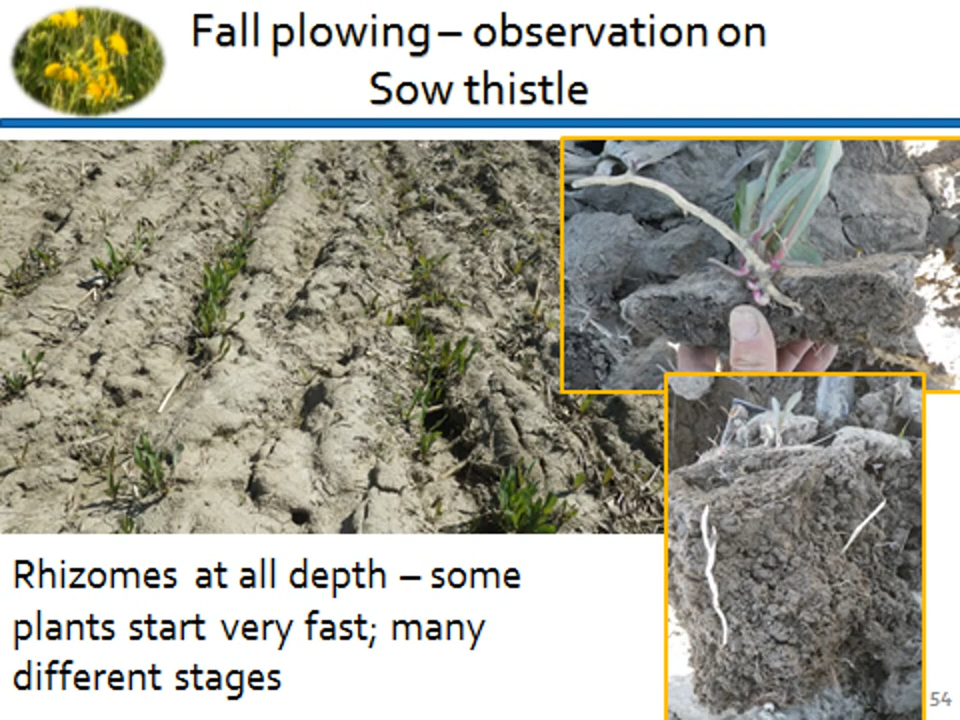 Fall plowing – observation on
Sow thistle
Rhizomes at all depth – some
plants start very fast; many
different stages
54